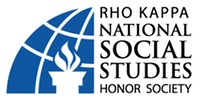 RHO KAPPA
NATIONAL
SOCIAL
STUDIES
HONOR SOCIETY